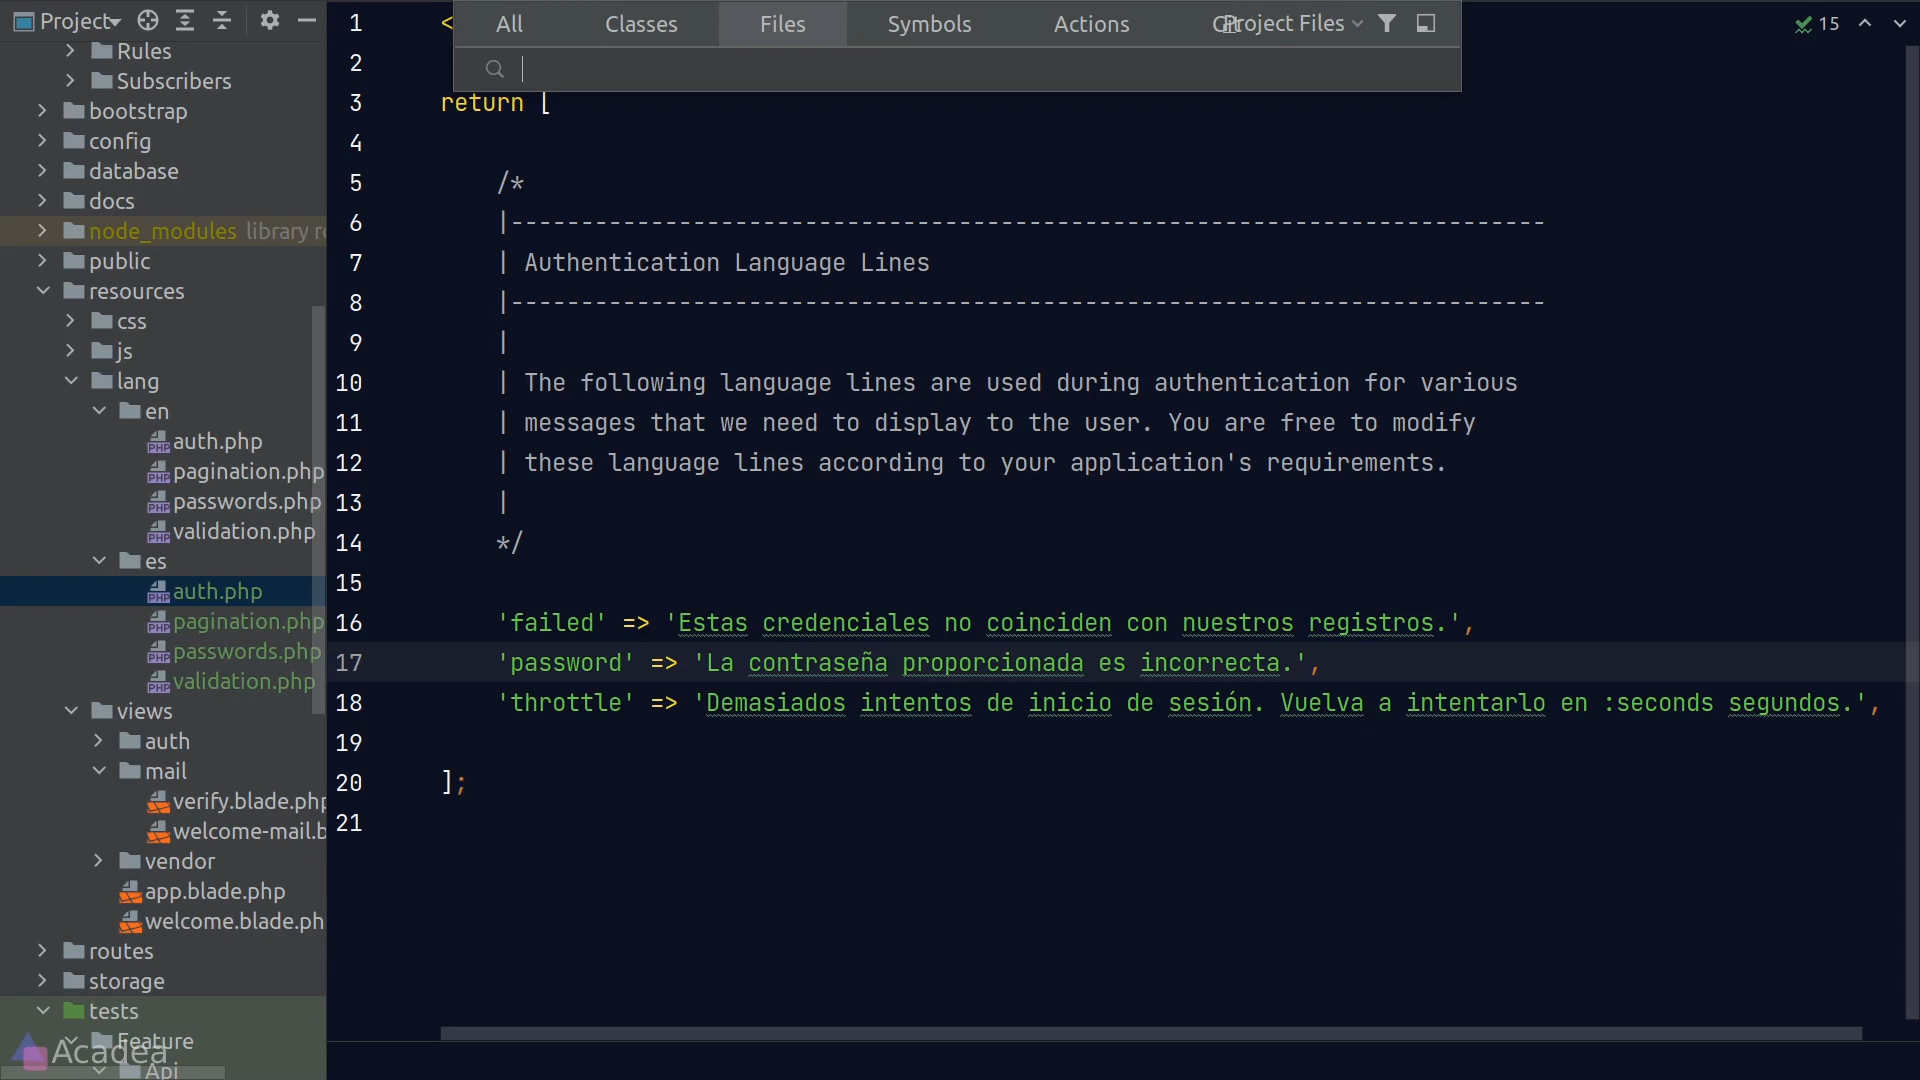 Project
Rules
Subscribers
bootstrap
config
database
docs
node_modules library r
public
resources
css
js
lang
en
auth.php
pagination.php
passwords.php
validation.php
es
auth.php
pagination.php
passwords.php
validation.php
views
auth
mail
verify.blade.php
welcome-mail.b
vendor
app.blade.php
welcome.blade.ph
routes
storage
tests
Feature
Api
Acadea
All Classes Files Symbols Actions Project Files
15
1 <
2
3 return [
4
5 /*
6 |--------------------------------------------------------------------------
7 | Authentication Language Lines
8 |--------------------------------------------------------------------------
9 |
10 | The following language lines are used during authentication for various
11 | messages that we need to display to the user. You are free to modify
12 | these language lines according to your application's requirements.
13 |
14 */
15
16 'failed' => 'Estas credenciales no coinciden con nuestros registros.',
17 'password' => 'La contraseña proporcionada es incorrecta.',
18 'throttle' => 'Demasiados intentos de inicio de sesión. Vuelva a intentarlo en :seconds segundos.',
19
20 ];
21